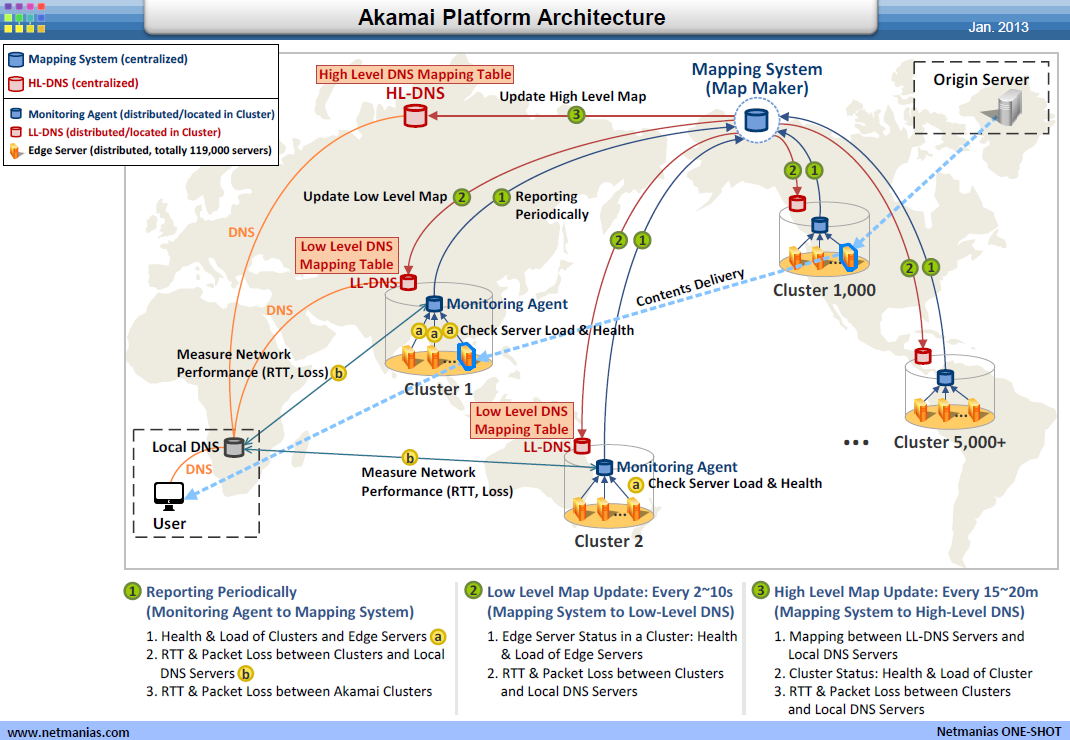 Akamai Platform Architecture
Jan. 2013
Mapping System (centralized)
HL-DNS (centralized)
Monitoring Agent (distributed/located in Cluster)
LL-DNS (distributed/located in Cluster)
Edge Server (distributed, totally 119,000 servers)
High Level DNS Mapping Table
HL-DNS
Update High Level Map
3
Mapping System
(Map Maker)
Origin Server
Update Low Level Map
2
1
Reporting
Periodically
2
1
2
1
2
1
DNS
Low Level DNS
Mapping Table
LL-DNS
DNS
Monitoring Agent
a
a
a
Check Server Load & Health
...
Cluster 1
Contents Delivery
...
Cluster 1,000
Measure Network
Performance (RTT, Loss)
b
Low Level DNS
Mapping Table
LL-DNS
...
Cluster 5,000+
...
Local DNS
DNS
User
b
Measure Network
Performance (RTT, Loss)
Monitoring Agent
a
Check Server Load & Health
...
Cluster 2
1 Reporting Periodically
(Monitoring Agent to Mapping System)
1. Health & Load of Clusters and Edge Servers a
2. RTT & Packet Loss between Clusters and Local
DNS Servers b
3. RTT & Packet Loss between Akamai Clusters
2 Low Level Map Update: Every 2~10s
(Mapping System to Low-Level DNS)
1. Edge Server Status in a Cluster: Health
& Load of Edge Servers
2. RTT & Packet Loss between Clusters
and Local DNS Servers
3 High Level Map Update: Every 15~20m
(Mapping System to High-Level DNS)
1. Mapping between LL-DNS Servers and
Local DNS Servers
2. Cluster Status: Health & Load of Cluster
3. RTT & Packet Loss between Clusters
and Local DNS Servers
www.netmanias.com
Netmanias ONE-SHOT